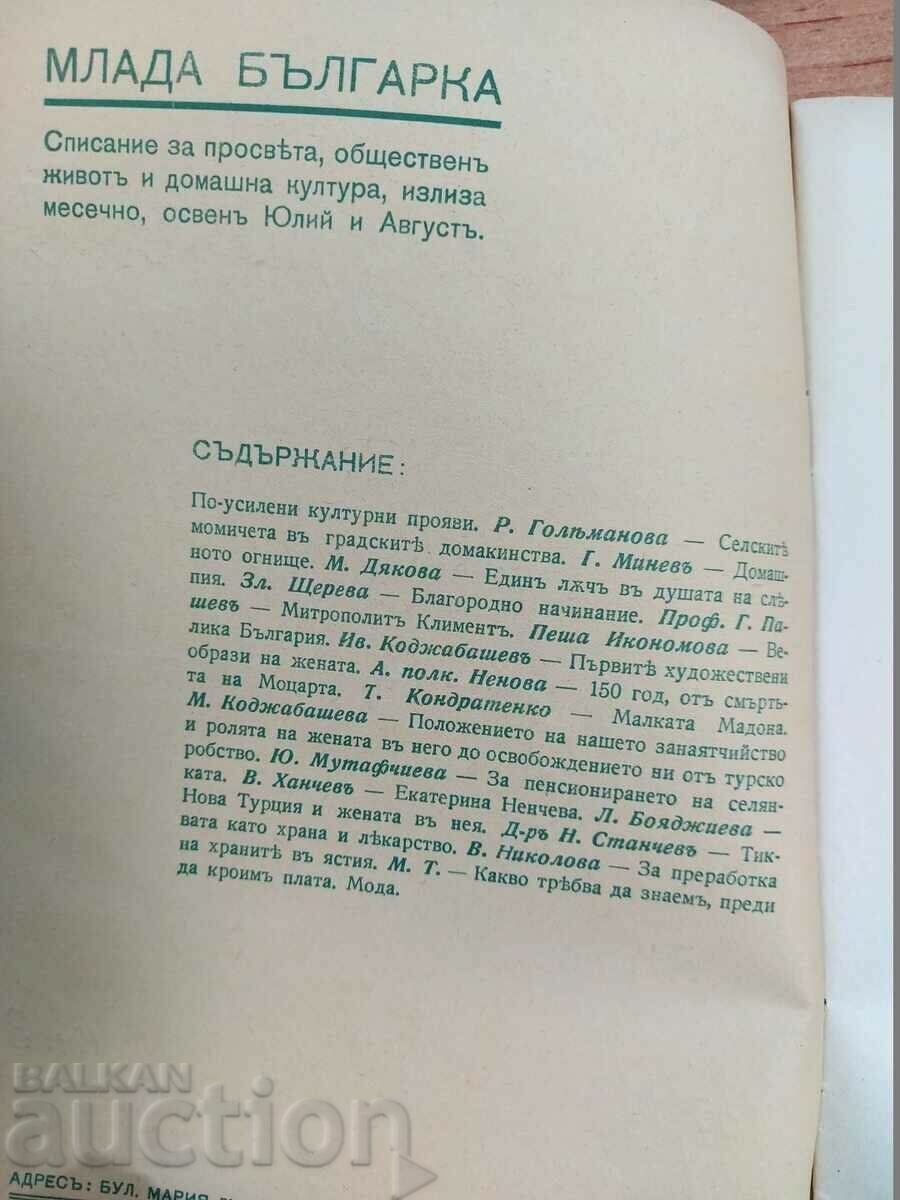 МЛАДА БЪЛГАРКА
Списание за просвѣта, общественъ
животъ и домашна култура, излиза
месечно, освенъ Юлий и Августъ.
СЪДЪРЖАНИЕ:
По-усилени културни прояви. Р. Голѣманова — Селскитѣ
момичета въ градскитѣ домакинства. Г. Миневъ — Домаш-
ното огнище. М. Дякова — Единъ лѫчъ въ душата на слѣ-
пия. Зл. Щерева — Благородно начинание. Проф. Г. Па-
шевъ — Митрополитъ Климентъ. Пеша Икономова — Ве-
лика България. Ив. Коджабашевъ — Първитѣ художествени
образи на жената. А. полк. Ненова — 150 год, отъ смърть-
та на Моцарта. Т. Кондратенко — Малката Мадона.
М. Коджабашева — Положението на нашето занаятчийство
и ролята на жената въ него до освобождението ни отъ турско
робство. Ю. Мутафчиева — За пенсионирането на селян-
ката. В. Ханчевъ — Екатерина Ненчева. Л. Бояджиева —
Нова Турция и жената въ нея. Д-ръ Н. Станчевъ — Тик-
вата като храна и лѣкарство. В. Николова — За преработка
на хранитѣ въ ястия. М. Т. — Какво трѣбва да знаемъ, преди
да кроимъ плата. Мода.
BALKAN
auction
АДРЕСЪ: БУЛ. МАРИЯ